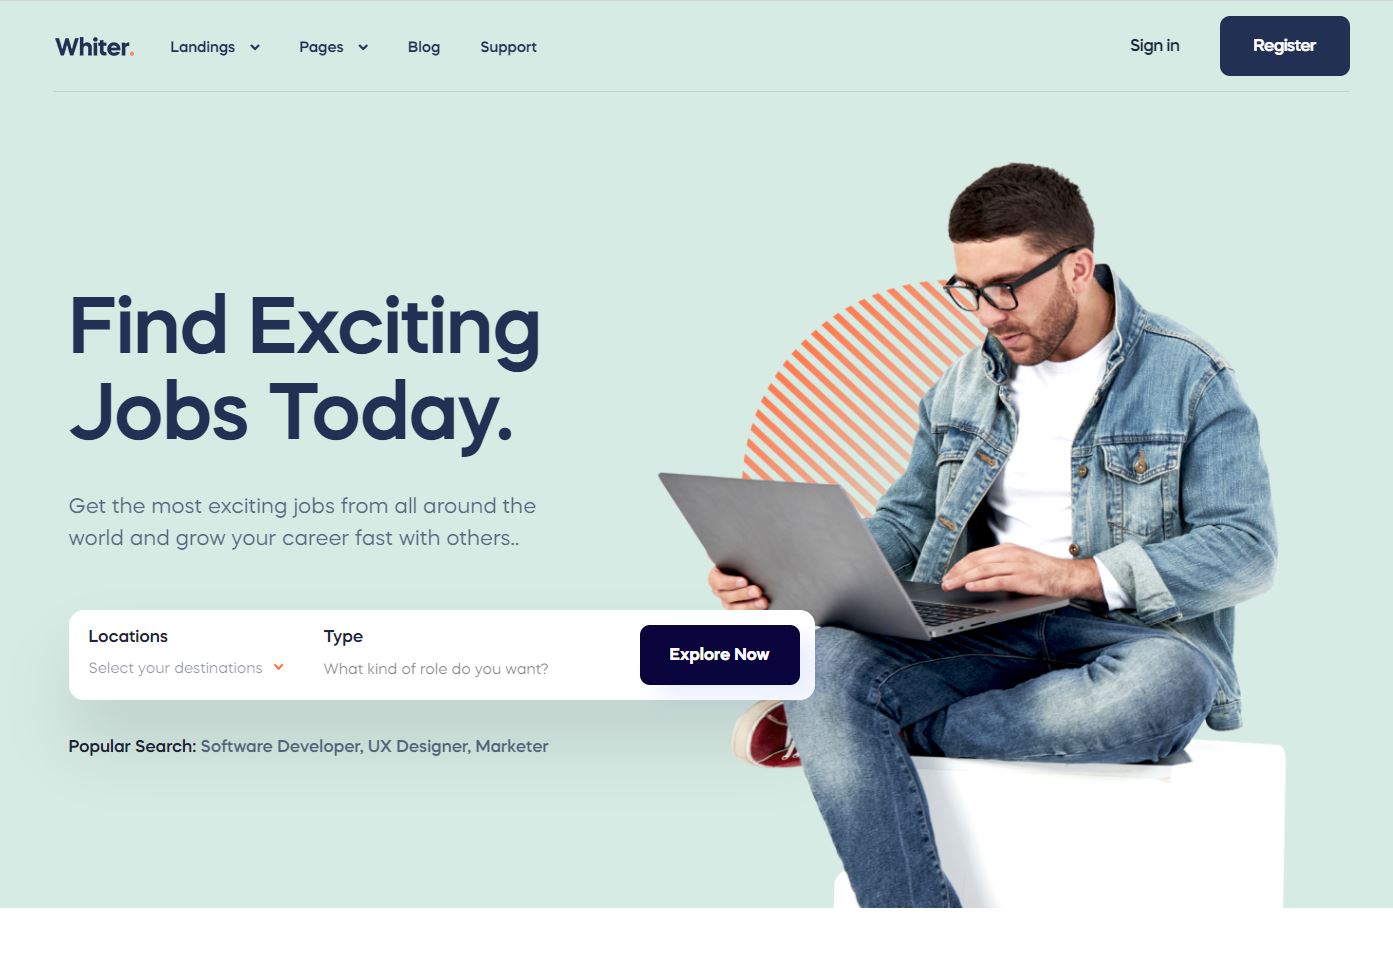 Whiter.
Landings
Pages
Blog
Support
Sign in
Register
Find Exciting
Jobs Today.
Get the most exciting jobs from all around the
world and grow your career fast with others..
Locations
Select your destinations
Type
What kind of role do you want?
Explore Now
Popular Search: Software Developer, UX Designer, Marketer